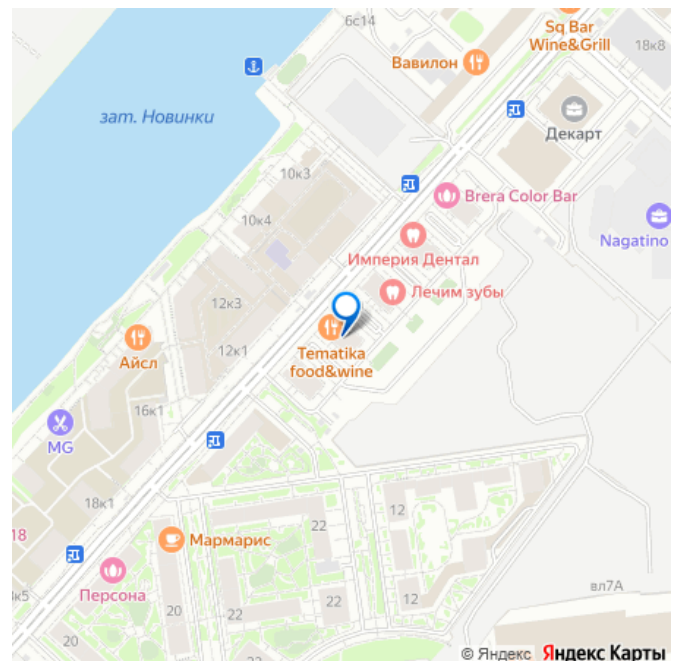 6с14
Sq Bar
Wine&Grill
18к8
Вавилон
зат. Новинки
Декарт
10к3
Brera Color Bar
10к4
Nagatino
Империя Дентал
Лечим зубы
12к3
Tematika
food&wine
12к1
Айсл
16к1
MG
18к1
22
12
18
Мармарис
вл7А
Персона
к5
20
22
22
12
20
© Яндекс Яндекс Карты